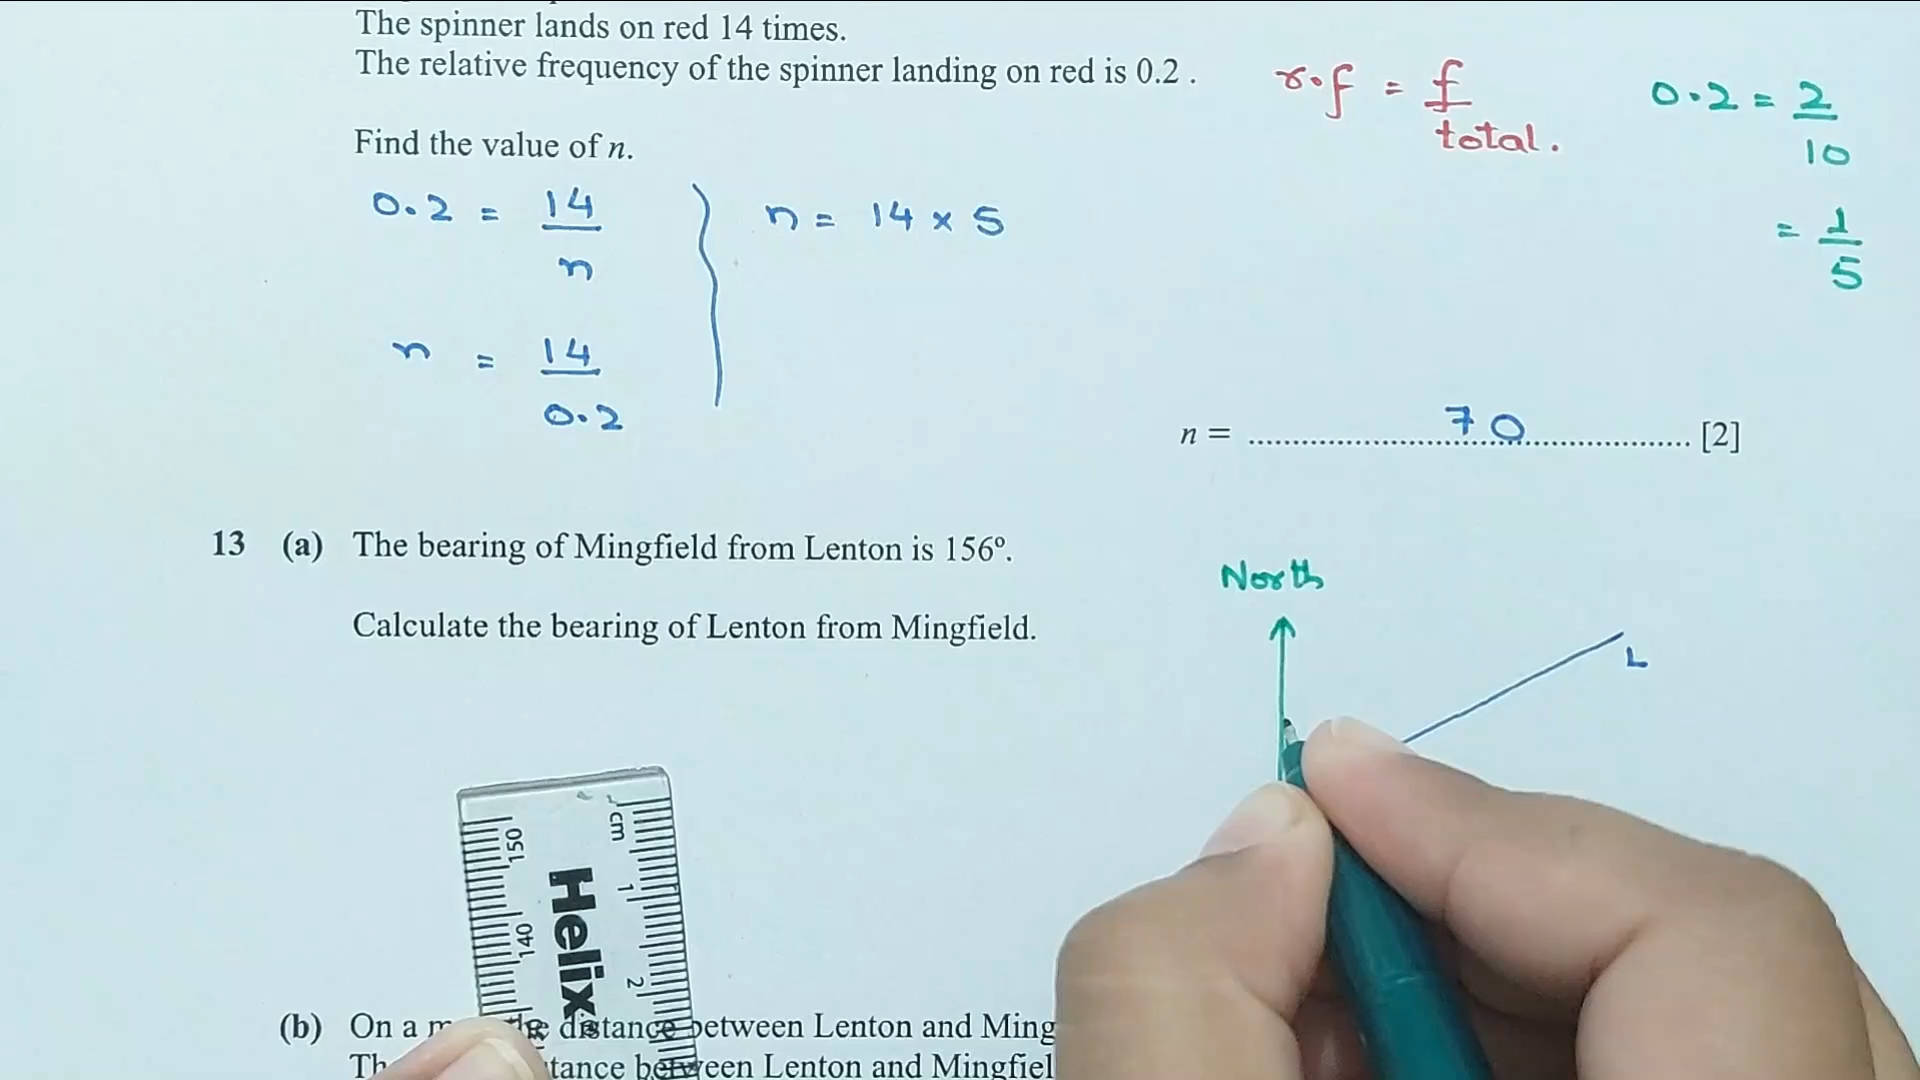 The spinner lands on red 14 times.
The relative frequency of the spinner landing on red is 0.2 .
r.f = f/total.
0.2 = 2/10
= 1/5
Find the value of n.
0.2 = 14/n
n = 14 × 5
n = 14/0.2
n = 70 [2]
13 (a) The bearing of Mingfield from Lenton is 156º.
North
Calculate the bearing of Lenton from Mingfield.
L
cm
1
2
150
140
Helix
(b) On a distance between Lenton and Ming
between Lenton and Mingfiel